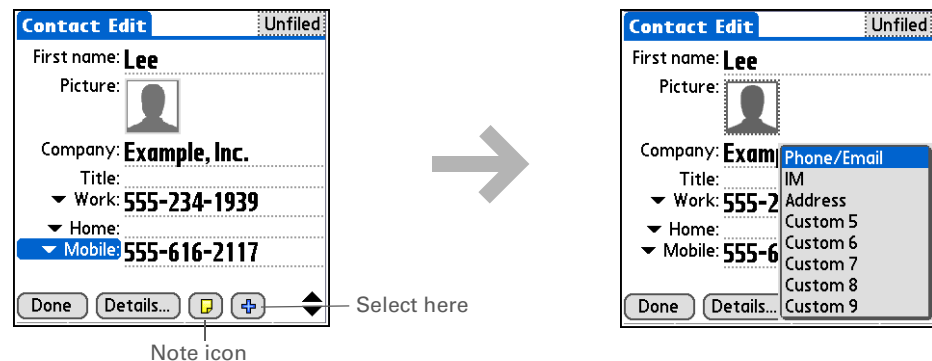 Contact Edit Unfiled
First name: Lee
Picture:
Company: Example, Inc.
Title:
Work: 555-234-1939
Home:
Mobile: 555-616-2117
Done Details...
Select here
Note icon
Contact Edit Unfiled
First name: Lee
Picture:
Company: Exam
Title:
Work: 555-2
Home:
Mobile: 555-6
Done Details...
Phone/Email
IM
Address
Custom 5
Custom 6
Custom 7
Custom 8
Custom 9